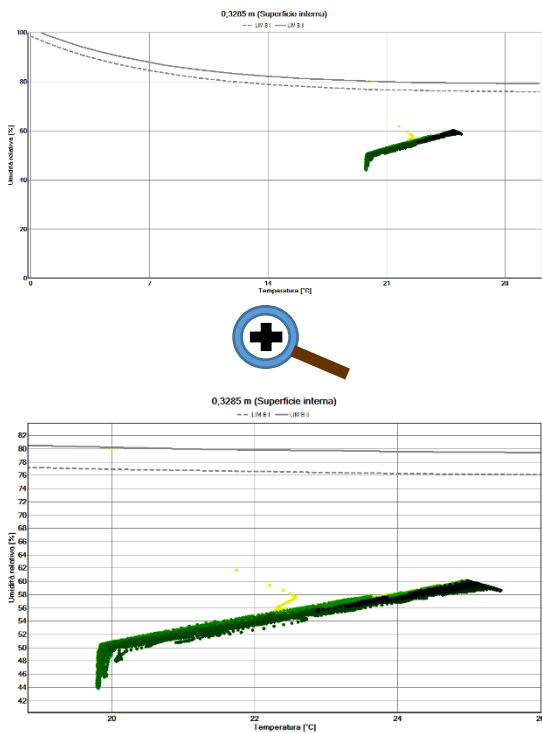 0,3285 m (Superficie interna)
LIM B I LIM B II
100
80
60
40
20
0
Umidità relativa [%]
0 7 14 21 28
Temperatura [°C]
0,3285 m (Superficie interna)
LIM B I LIM B II
82
80
78
76
74
72
70
68
66
64
62
60
58
56
54
52
50
48
46
44
42
Umidità relativa [%]
20 22 24 26
Temperatura [°C]